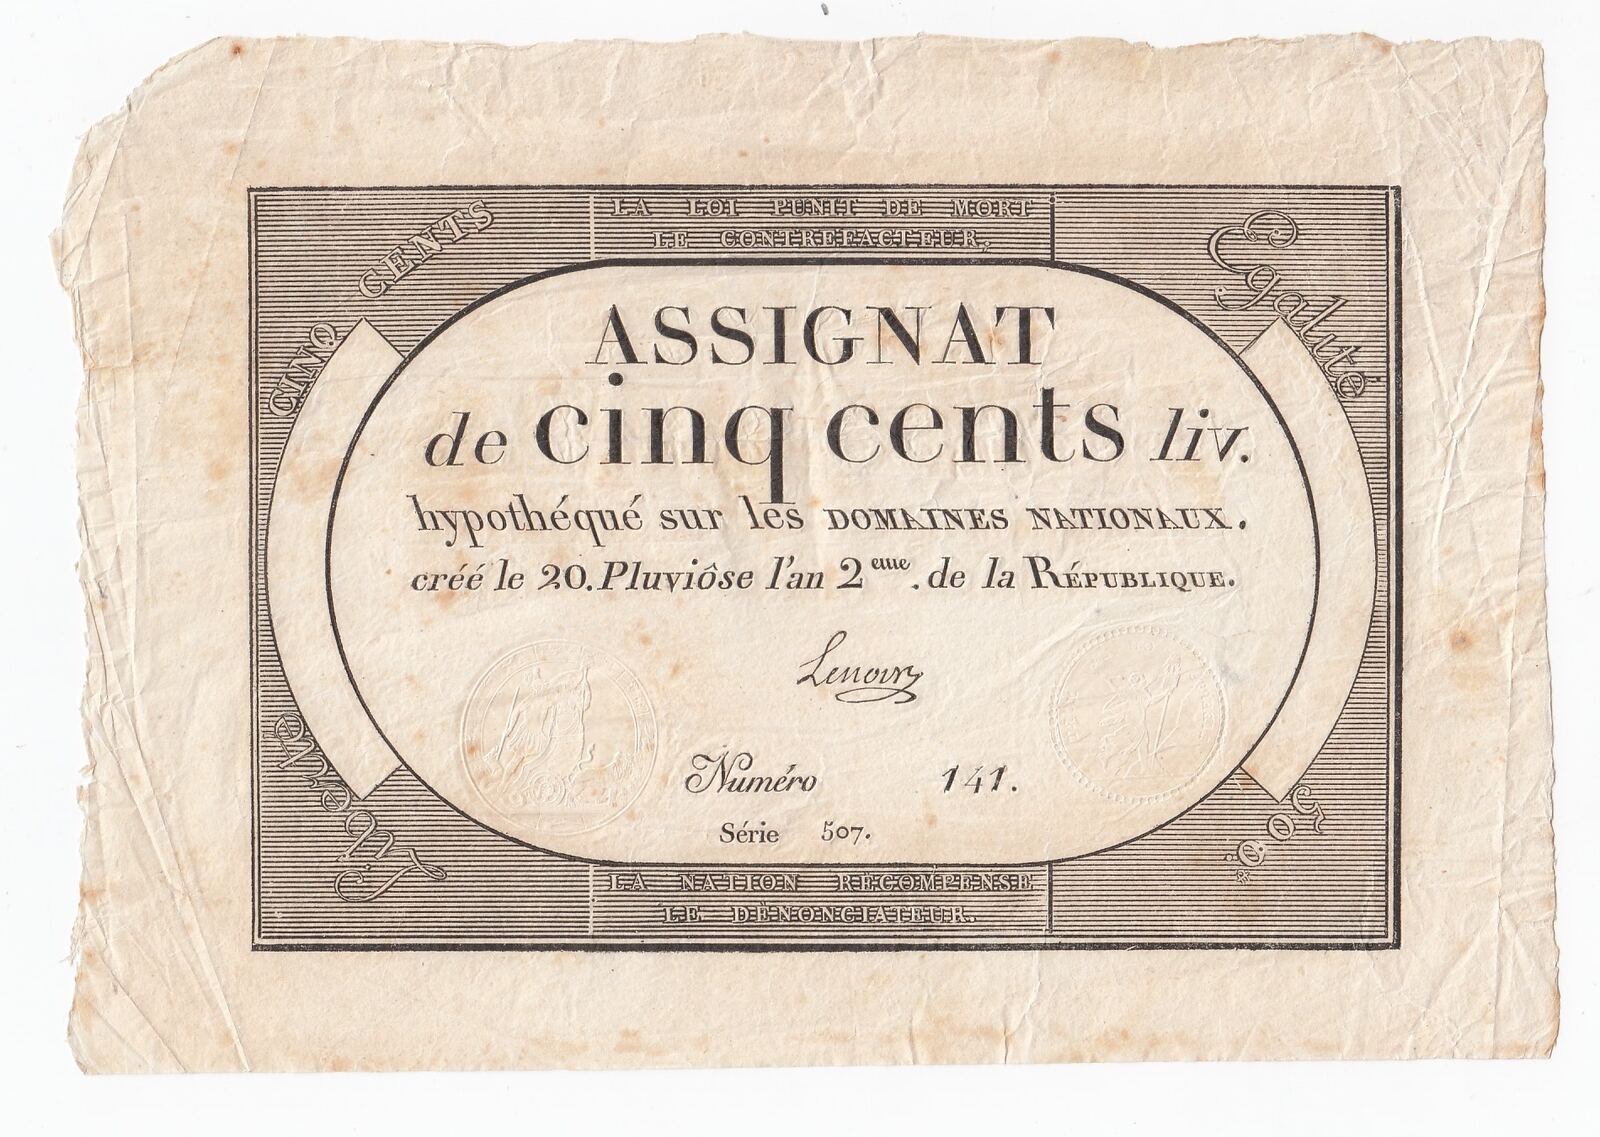 LA LOI PUNIT DE MORT
LE CONTREFACTEUR.
CINQ CENTS
Egalité
ASSIGNAT
de cinq cents liv.
hypothéqué sur les DOMAINES NATIONAUX.
créé le 20. Pluviôse l'an 2eme. de la RÉPUBLIQUE.
Lenoir
Numéro 141.
Série 507.
Liberté
500.
LA NATION RÉCOMPENSE
LE DÉNONCIATEUR.